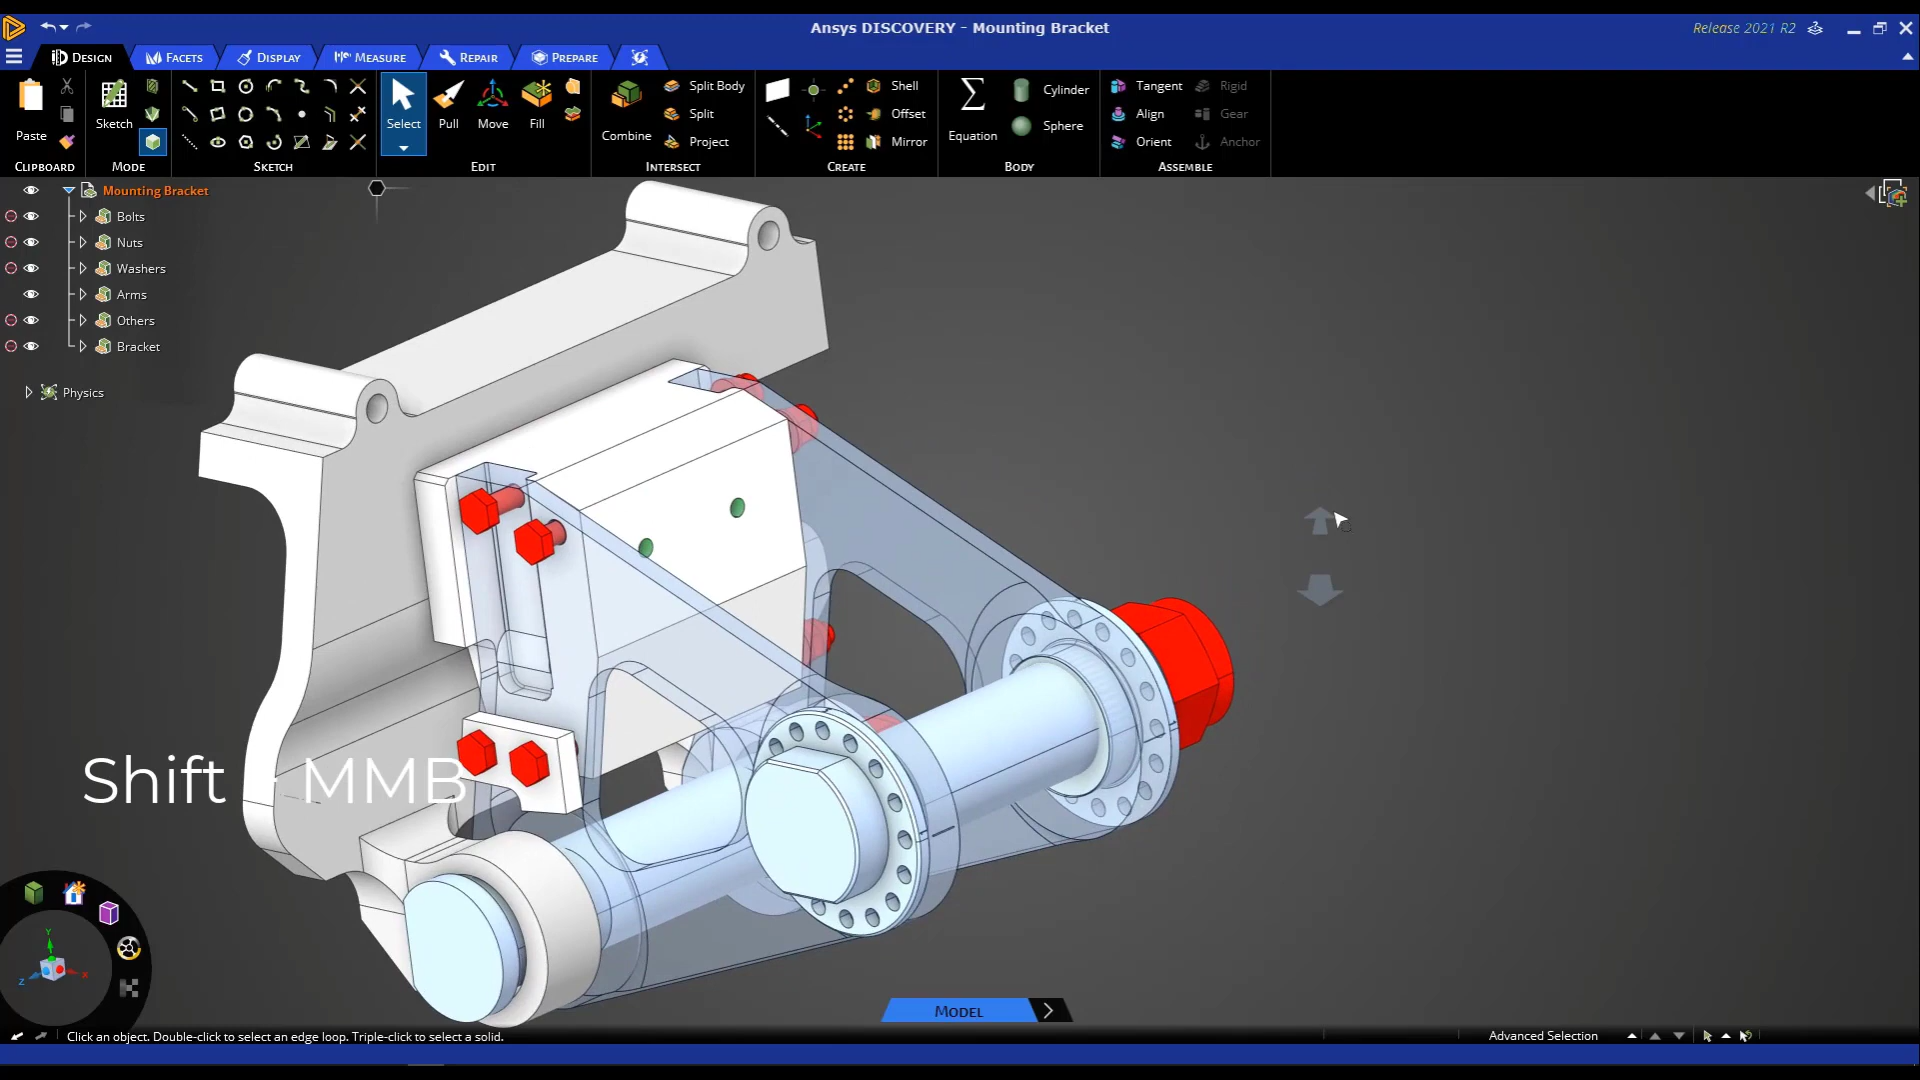 Ansys DISCOVERY - Mounting Bracket
Release 2021 R2
DESIGN
FACETS
DISPLAY
MEASURE
REPAIR
PREPARE
Paste
Sketch
Select
Pull
Move
Fill
Combine
Split Body
Split
Project
Shell
Offset
Mirror
Equation
Cylinder
Sphere
Tangent
Align
Orient
Rigid
Gear
Anchor
CLIPBOARD
MODE
SKETCH
EDIT
INTERSECT
CREATE
BODY
ASSEMBLE
Mounting Bracket
Bolts
Nuts
Washers
Arms
Others
Bracket
Physics
Shift - MMB
Y
Z
X
MODEL
Click an object. Double-click to select an edge loop. Triple-click to select a solid.
Advanced Selection